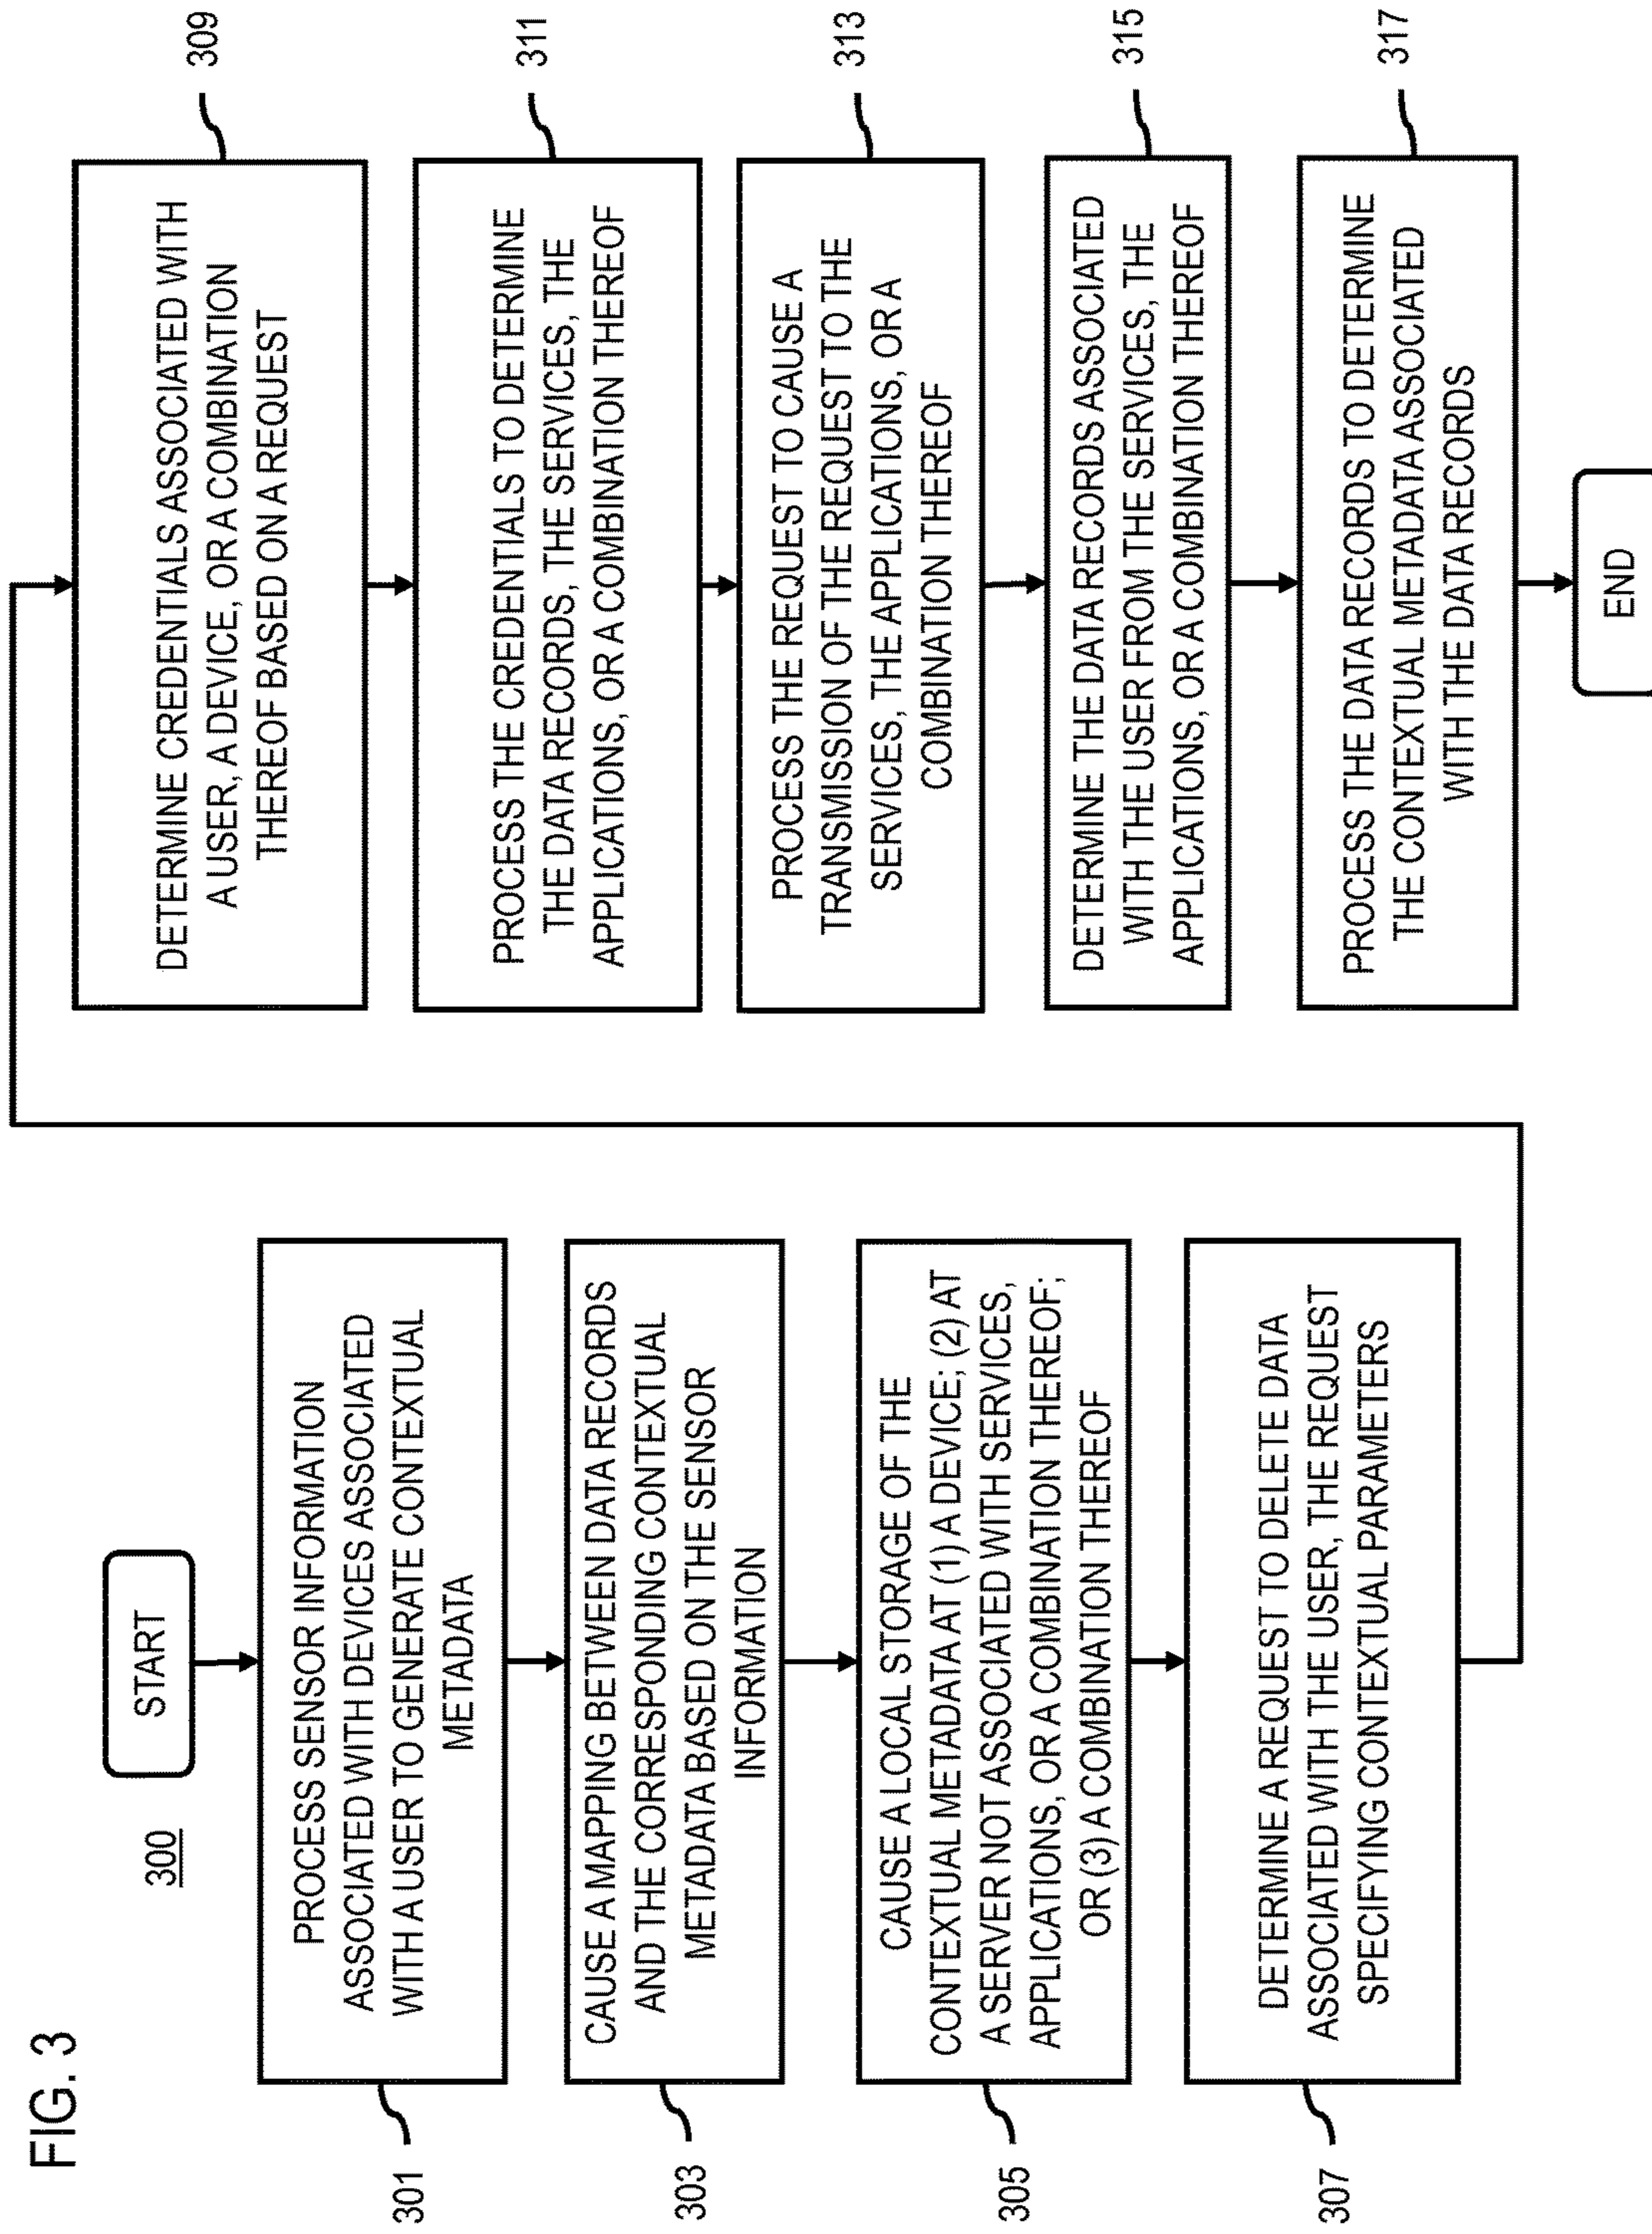 FIG. 3
300
START
PROCESS SENSOR INFORMATION
ASSOCIATED WITH DEVICES ASSOCIATED
WITH A USER TO GENERATE CONTEXTUAL
METADATA
301
CAUSE A MAPPING BETWEEN DATA RECORDS
AND THE CORRESPONDING CONTEXTUAL
METADATA BASED ON THE SENSOR
INFORMATION
303
CAUSE A LOCAL STORAGE OF THE
CONTEXTUAL METADATA AT (1) A DEVICE; (2) AT
A SERVER NOT ASSOCIATED WITH SERVICES,
APPLICATIONS, OR A COMBINATION THEREOF;
OR (3) A COMBINATION THEREOF
305
DETERMINE A REQUEST TO DELETE DATA
ASSOCIATED WITH THE USER, THE REQUEST
SPECIFYING CONTEXTUAL PARAMETERS
307
DETERMINE CREDENTIALS ASSOCIATED WITH
A USER, A DEVICE, OR A COMBINATION
THEREOF BASED ON A REQUEST
309
PROCESS THE CREDENTIALS TO DETERMINE
THE DATA RECORDS, THE SERVICES, THE
APPLICATIONS, OR A COMBINATION THEREOF
311
PROCESS THE REQUEST TO CAUSE A
TRANSMISSION OF THE REQUEST TO THE
SERVICES, THE APPLICATIONS, OR A
COMBINATION THEREOF
313
DETERMINE THE DATA RECORDS ASSOCIATED
WITH THE USER FROM THE SERVICES, THE
APPLICATIONS, OR A COMBINATION THEREOF
315
PROCESS THE DATA RECORDS TO DETERMINE
THE CONTEXTUAL METADATA ASSOCIATED
WITH THE DATA RECORDS
317
END